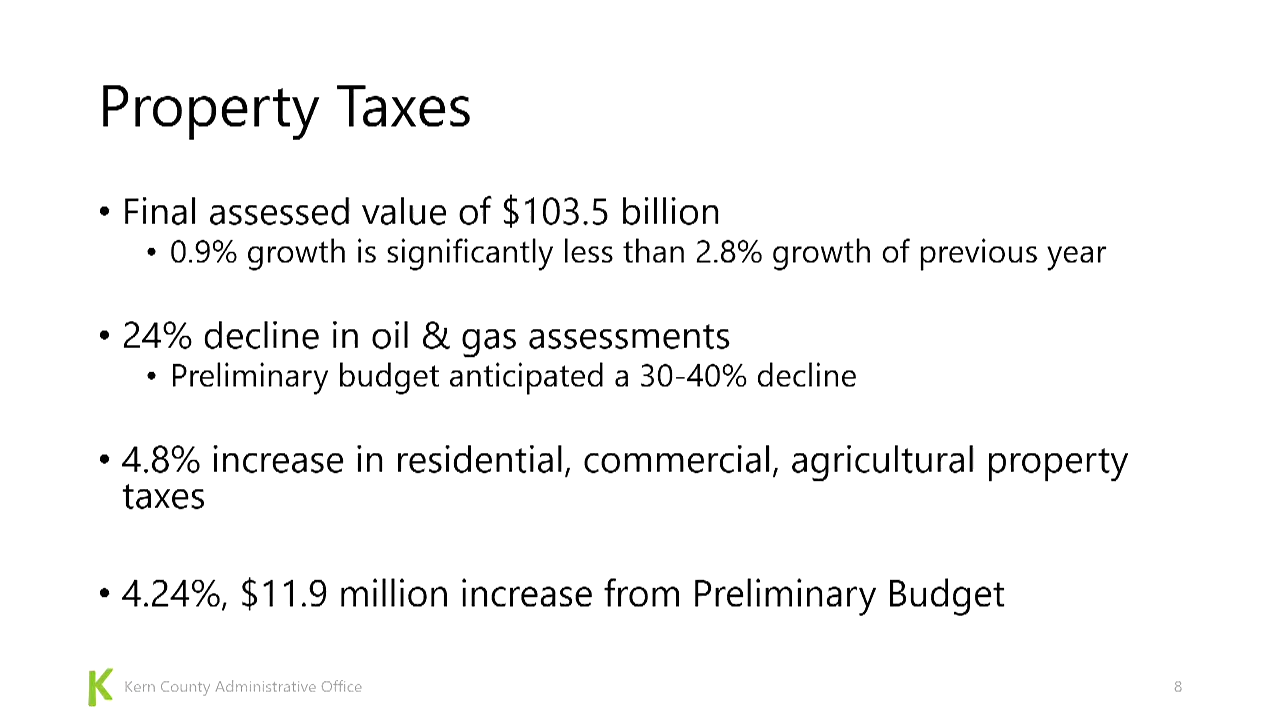 Property Taxes
• Final assessed value of $103.5 billion
• 0.9% growth is significantly less than 2.8% growth of previous year
• 24% decline in oil & gas assessments
• Preliminary budget anticipated a 30-40% decline
• 4.8% increase in residential, commercial, agricultural property
taxes
• 4.24%, $11.9 million increase from Preliminary Budget
K Kern County Administrative Office 8